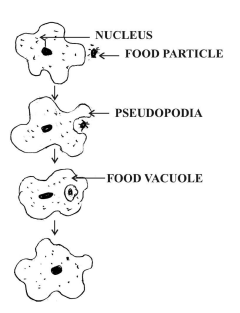 NUCLEUS
FOOD PARTICLE
PSEUDOPODIA
FOOD VACUOLE